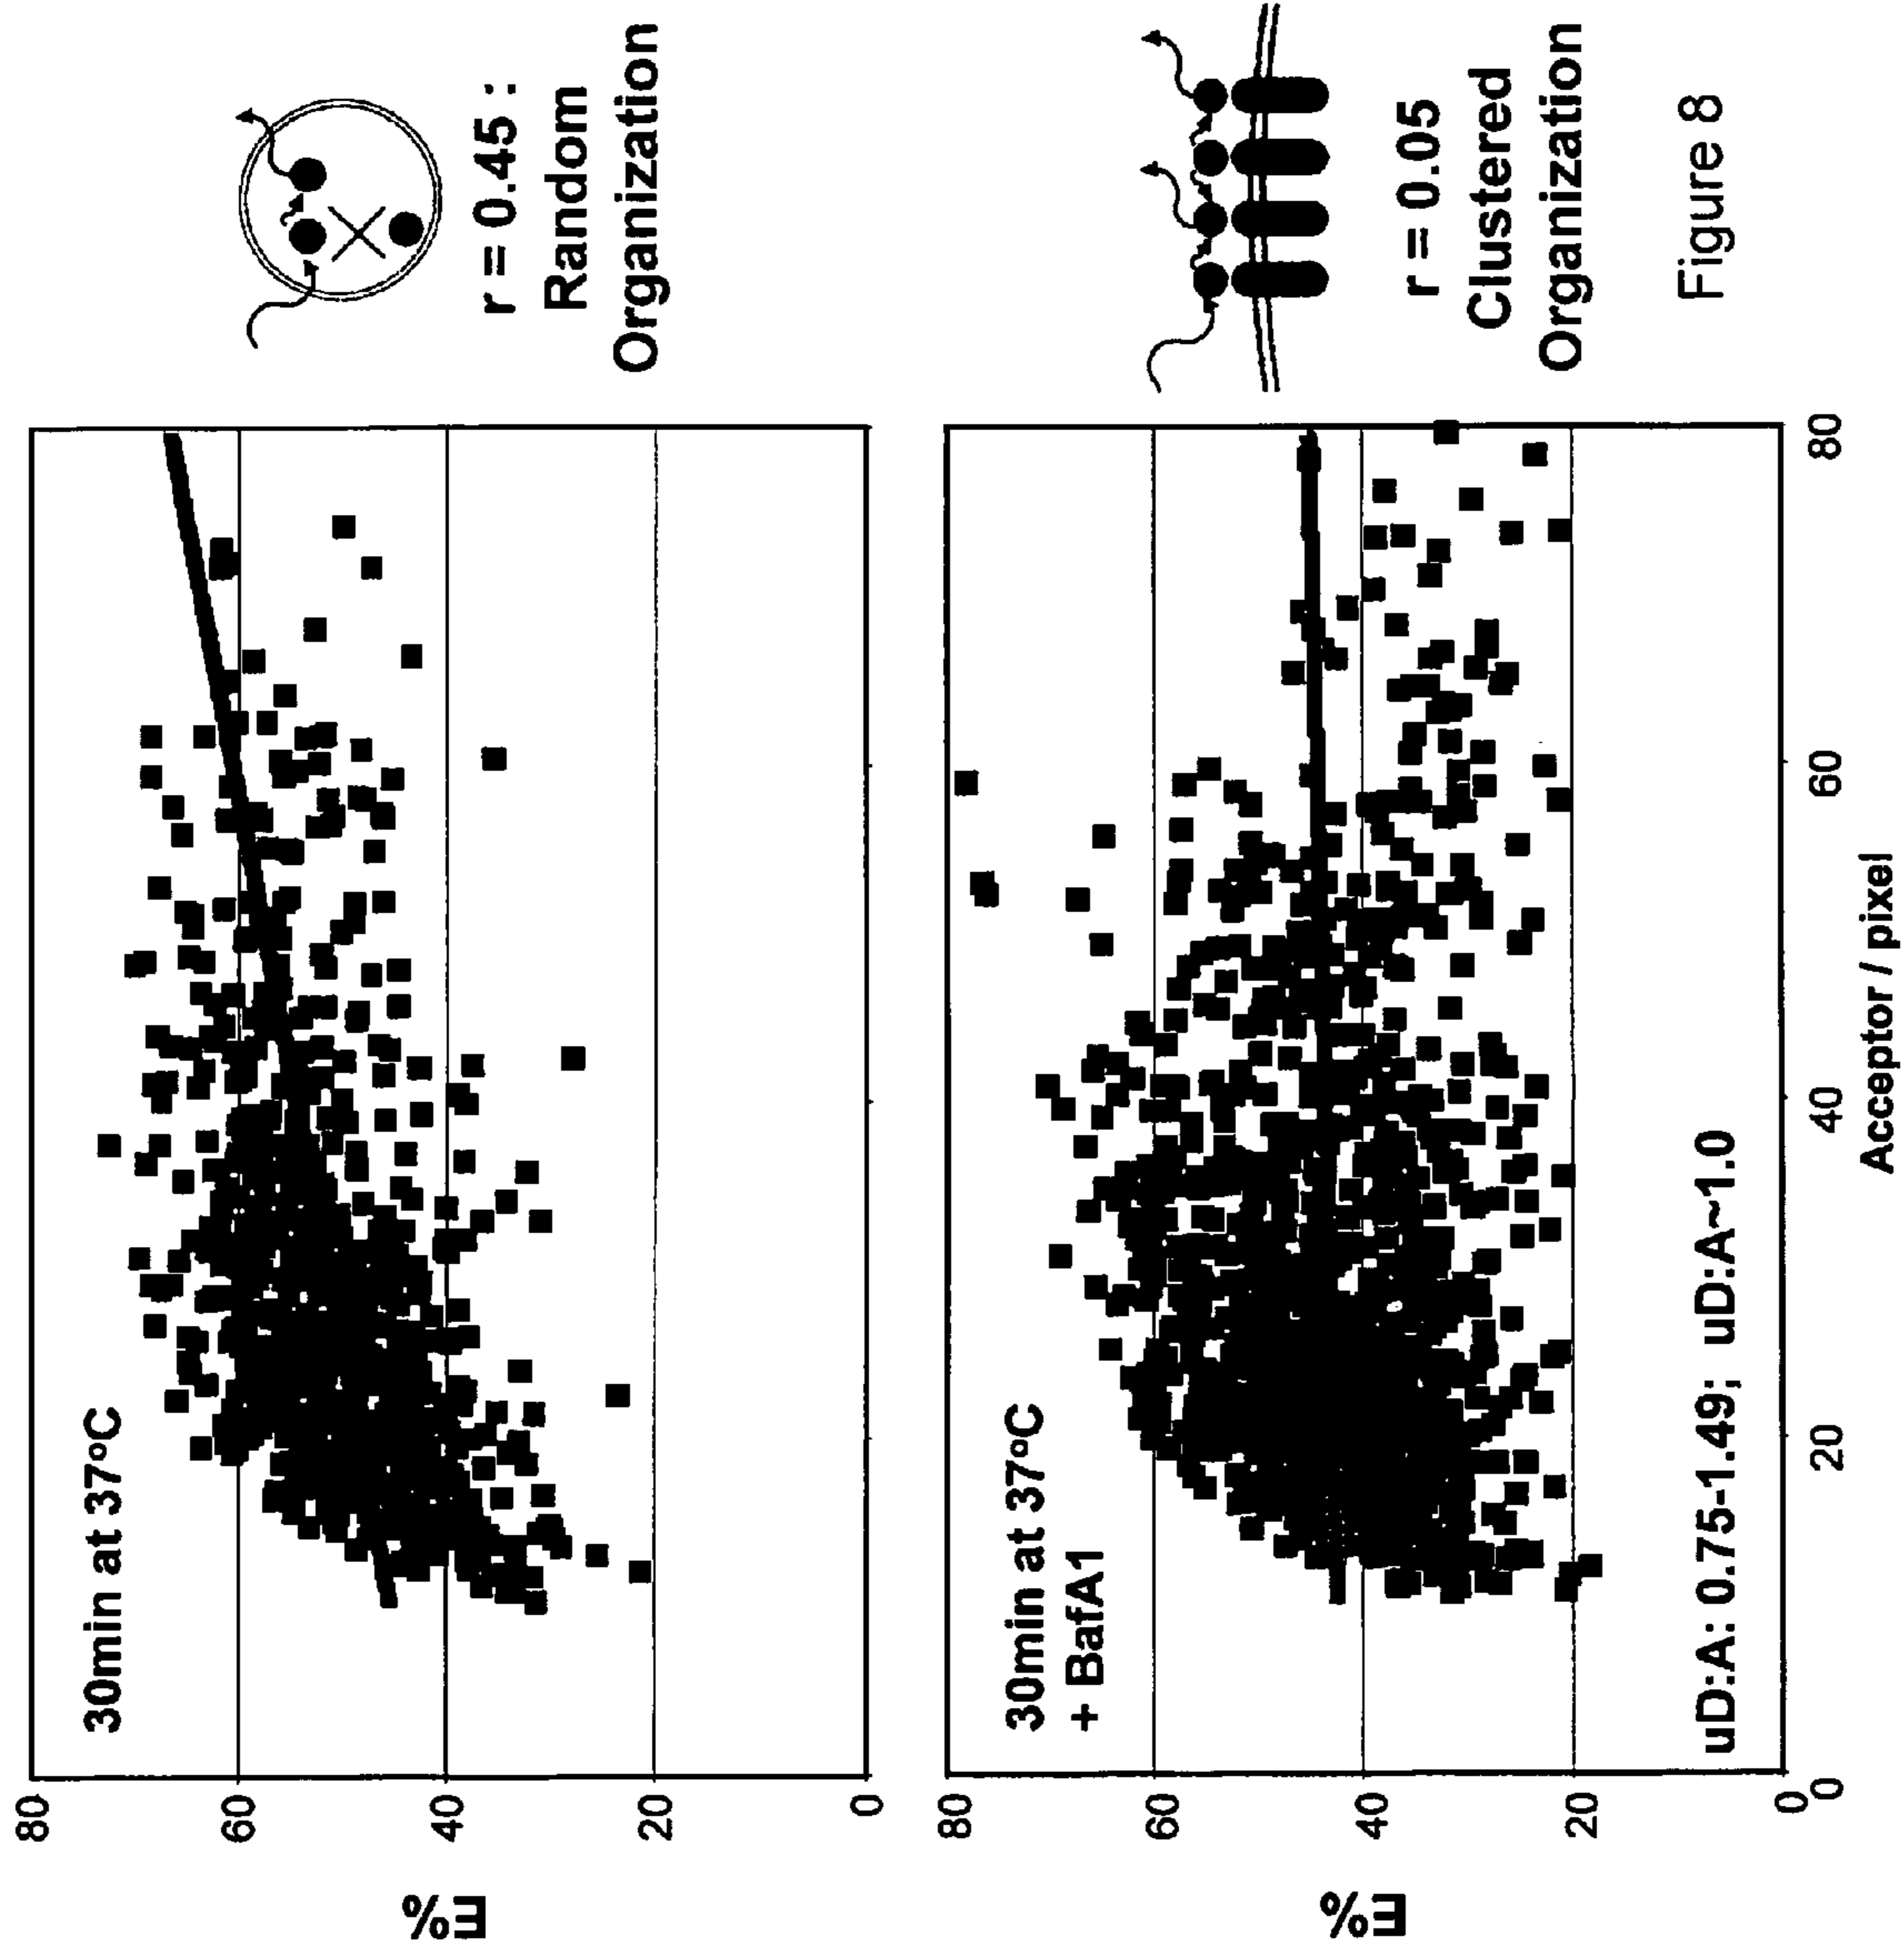 80
60
40
20
0
E%
30min at 37ºC
r = 0.45 :
Random
Organization
80
60
40
20
0
E%
30min at 37ºC
+ BafA1
uD:A: 0.75-1.49; uD:A~1.0
0
20
40
60
80
Acceptor / pixel
r = 0.05
Clustered
Organization
Figure 8